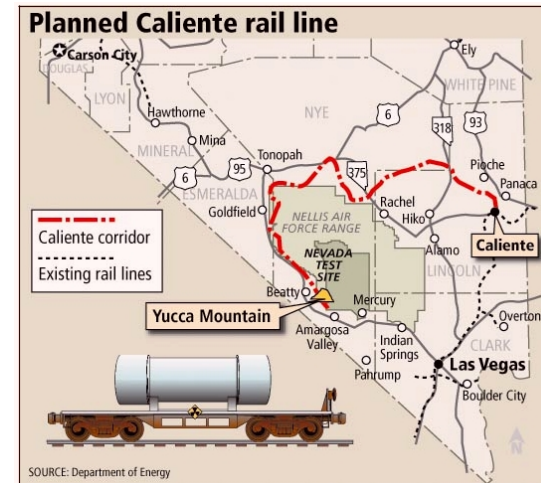 Planned Caliente rail line
Carson City
DOUGLAS
LYON
Hawthorne
Mina
MINERAL
NYE
Ely
WHITE PINE
6
318
93
6
95
Tonopah
375
Pioche
Panaca
ESMERALDA
Goldfield
NELLIS AIR
FORCE RANGE
Rachel
Hiko
Caliente
Alamo
LINCOLN
Caliente corridor
Existing rail lines
NEVADA
TEST
SITE
Beatty
Mercury
Yucca Mountain
Amargosa
Valley
Indian
Springs
Overton
CLARK
Pahrump
Las Vegas
Boulder City
N
SOURCE: Department of Energy